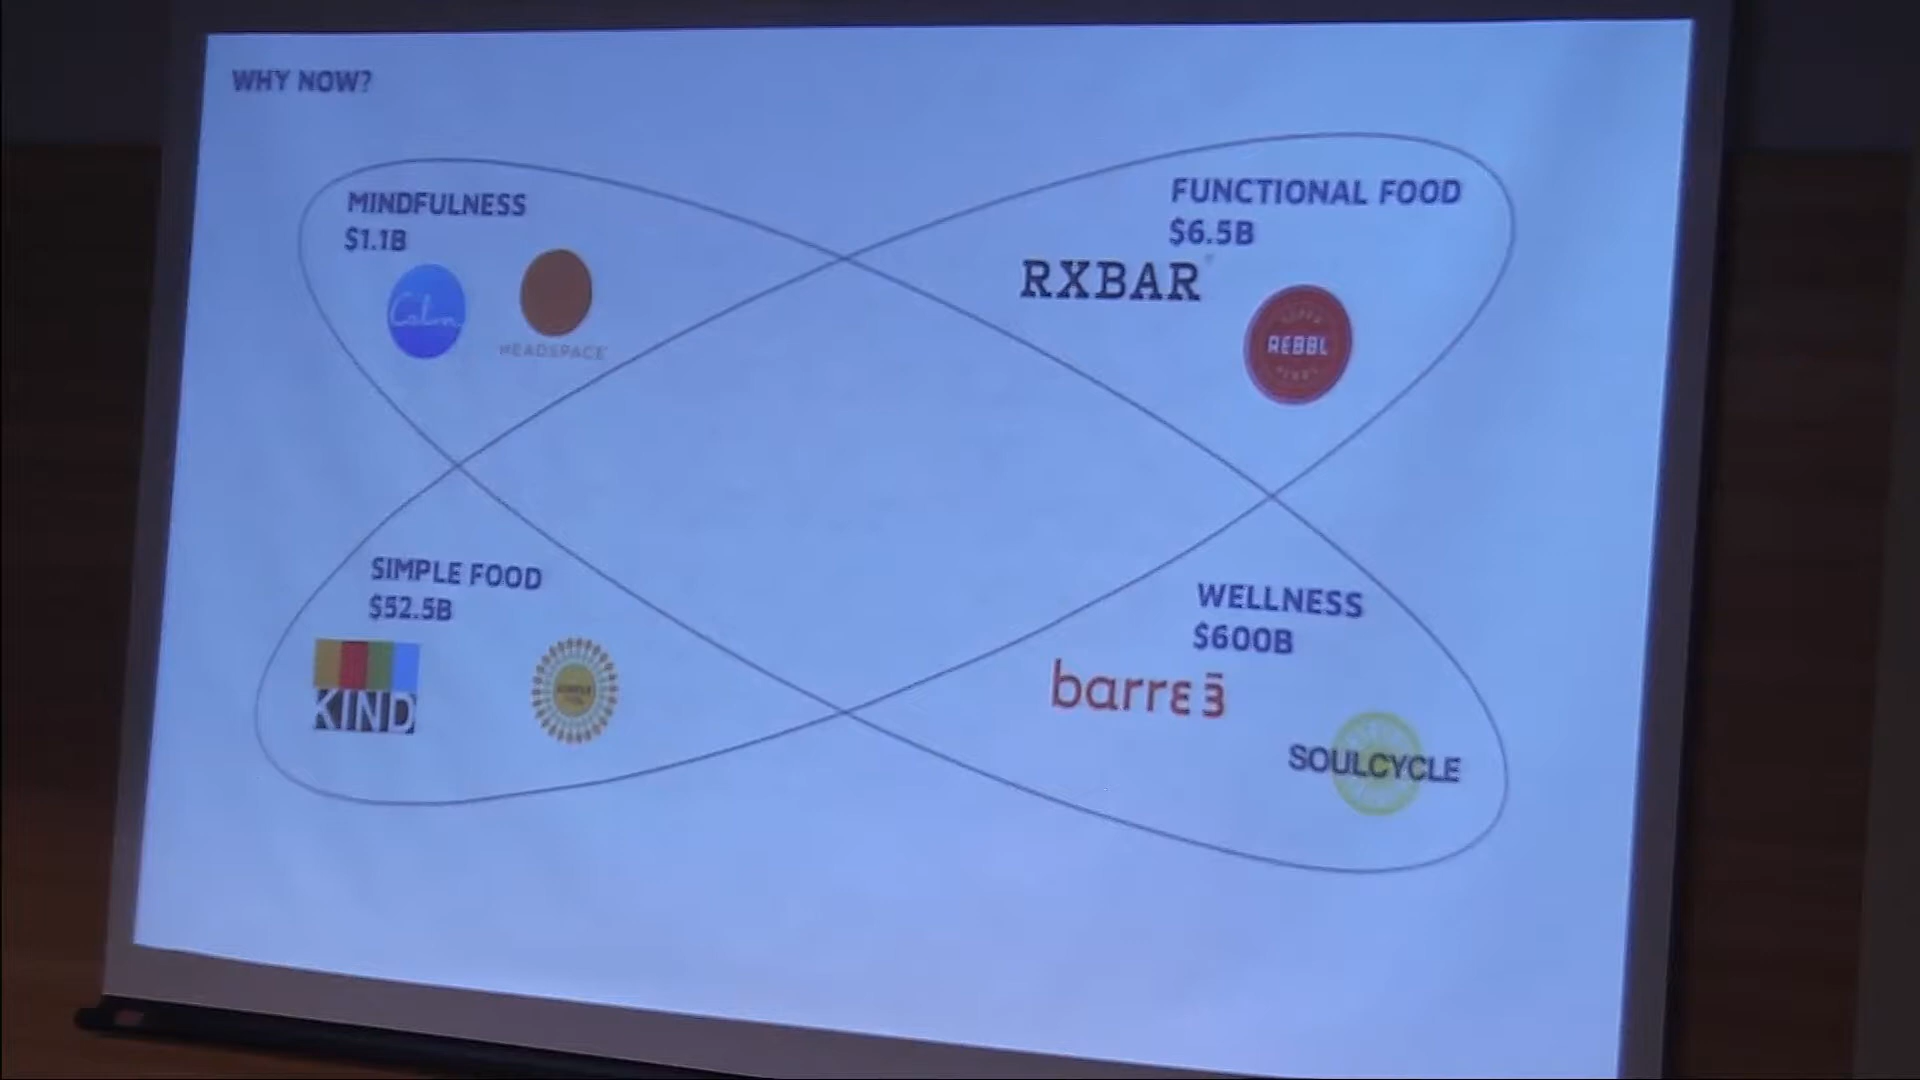 WHY NOW?
MINDFULNESS
$1.1B
Calm
HEADSPACE
FUNCTIONAL FOOD
$6.5B
RXBAR
REBBL
SIMPLE FOOD
$52.5B
KIND
WELLNESS
$600B
barre3
SOULCYCLE